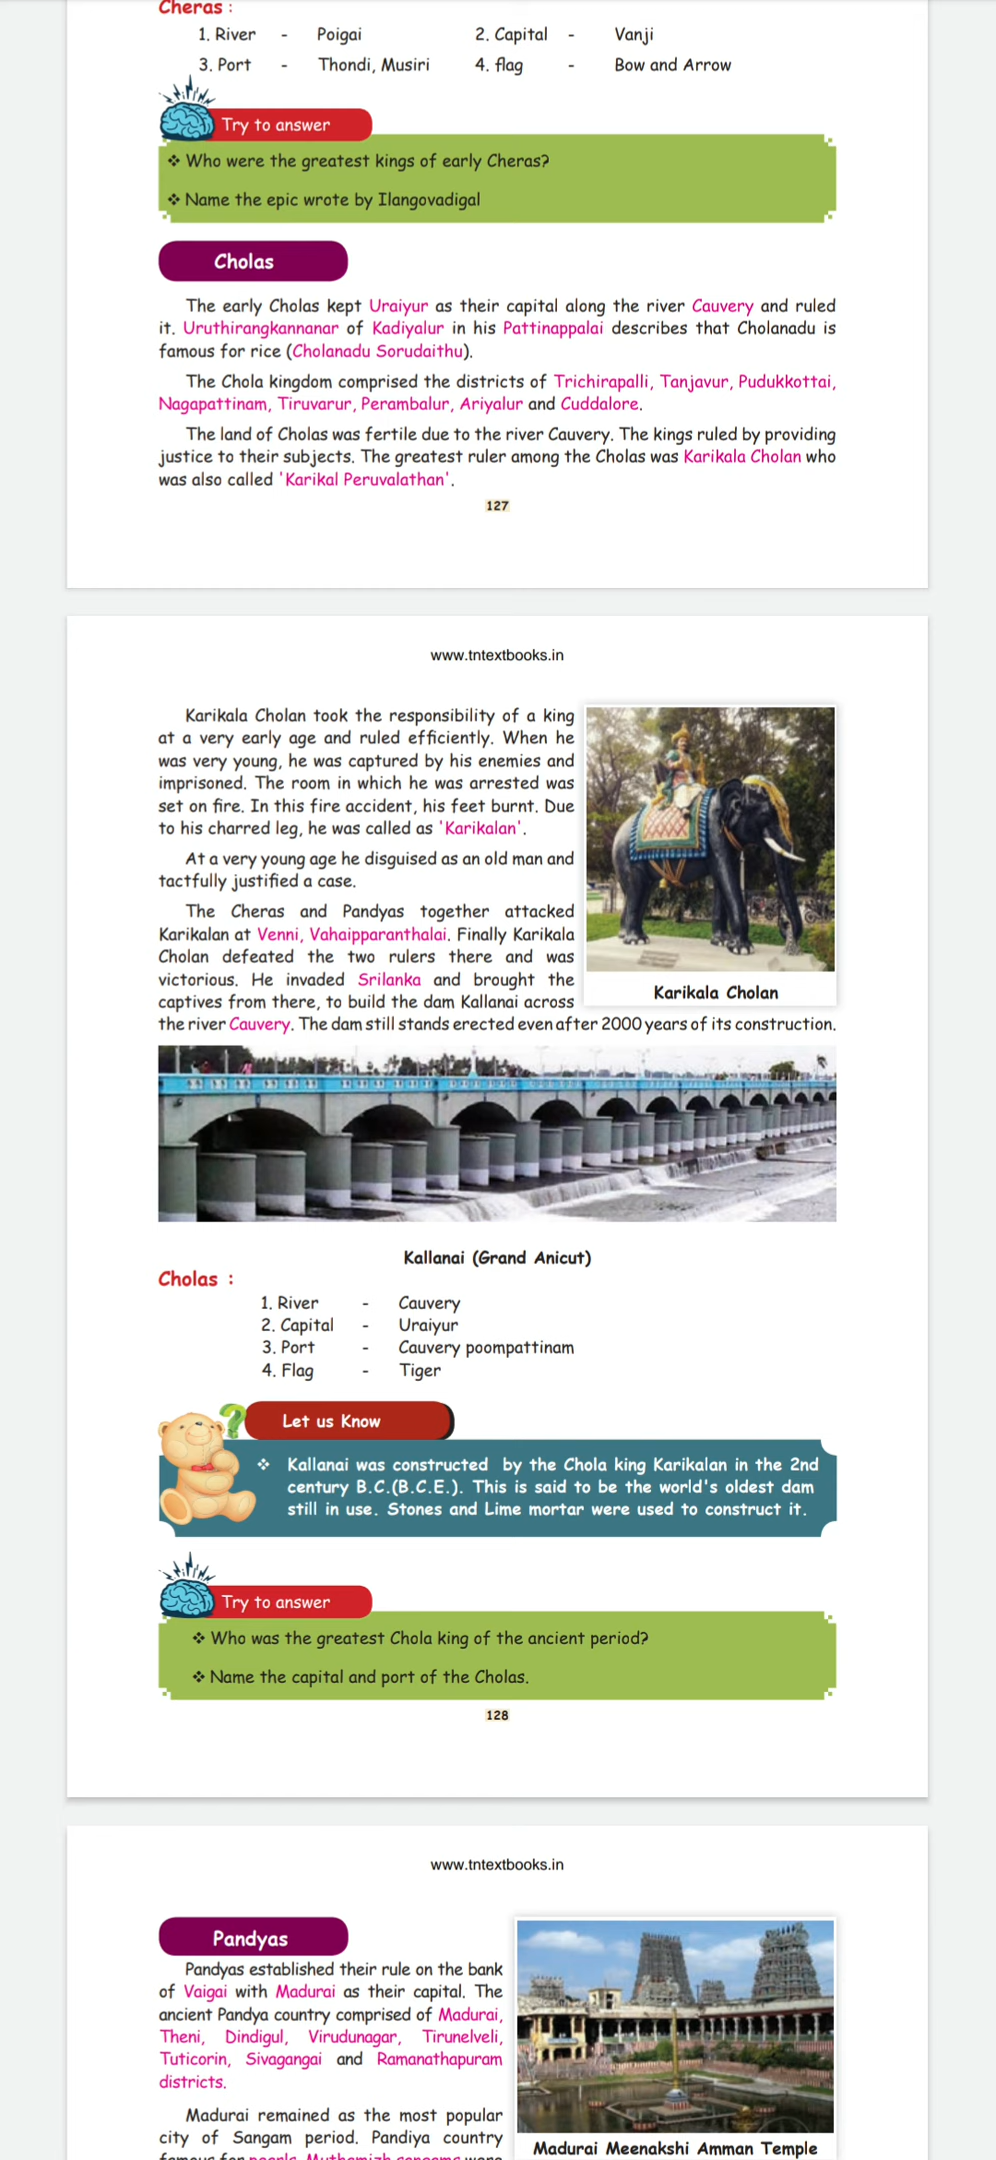 Cheras :
1. River - Poigai 2. Capital - Vanji
3. Port - Thondi, Musiri 4. flag - Bow and Arrow
Try to answer
❖ Who were the greatest kings of early Cheras?
❖ Name the epic wrote by Ilangovadigal
Cholas
The early Cholas kept Uraiyur as their capital along the river Cauvery and ruled
it. Uruthirangkannanar of Kadiyalur in his Pattinappalai describes that Cholanadu is
famous for rice (Cholanadu Sorudaithu).
The Chola kingdom comprised the districts of Trichirapalli, Tanjavur, Pudukkottai,
Nagapattinam, Tiruvarur, Perambalur, Ariyalur and Cuddalore.
The land of Cholas was fertile due to the river Cauvery. The kings ruled by providing
justice to their subjects. The greatest ruler among the Cholas was Karikala Cholan who
was also called 'Karikal Peruvalathan'.
127
www.tntextbooks.in
Karikala Cholan took the responsibility of a king
at a very early age and ruled efficiently. When he
was very young, he was captured by his enemies and
imprisoned. The room in which he was arrested was
set on fire. In this fire accident, his feet burnt. Due
to his charred leg, he was called as 'Karikalan'.
At a very young age he disguised as an old man and
tactfully justified a case.
The Cheras and Pandyas together attacked
Karikalan at Venni, Vahaipparanthalai. Finally Karikala
Cholan defeated the two rulers there and was
victorious. He invaded Srilanka and brought the
captives from there, to build the dam Kallanai across
the river Cauvery. The dam still stands erected even after 2000 years of its construction.
Karikala Cholan
Kallanai (Grand Anicut)
Cholas :
1. River - Cauvery
2. Capital - Uraiyur
3. Port - Cauvery poompattinam
4. Flag - Tiger
Let us Know
❖ Kallanai was constructed by the Chola king Karikalan in the 2nd
century B.C.(B.C.E.). This is said to be the world's oldest dam
still in use. Stones and Lime mortar were used to construct it.
Try to answer
❖ Who was the greatest Chola king of the ancient period?
❖ Name the capital and port of the Cholas.
128
www.tntextbooks.in
Pandyas
Pandyas established their rule on the bank
of Vaigai with Madurai as their capital. The
ancient Pandya country comprised of Madurai,
Theni, Dindigul, Virudunagar, Tirunelveli,
Tuticorin, Sivagangai and Ramanathapuram
districts.
Madurai remained as the most popular
city of Sangam period. Pandiya country
famous for pearls. Muthamizh sangams were
Madurai Meenakshi Amman Temple